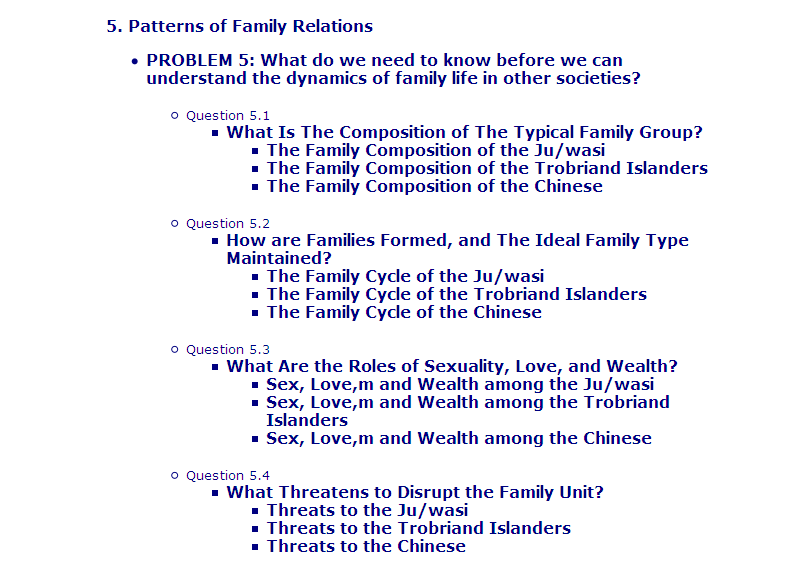 5. Patterns of Family Relations
PROBLEM 5: What do we need to know before we can
understand the dynamics of family life in other societies?
Question 5.1
What Is The Composition of The Typical Family Group?
The Family Composition of the Ju/wasi
The Family Composition of the Trobriand Islanders
The Family Composition of the Chinese
Question 5.2
How are Families Formed, and The Ideal Family Type
Maintained?
The Family Cycle of the Ju/wasi
The Family Cycle of the Trobriand Islanders
The Family Cycle of the Chinese
Question 5.3
What Are the Roles of Sexuality, Love, and Wealth?
Sex, Love,m and Wealth among the Ju/wasi
Sex, Love,m and Wealth among the Trobriand
Islanders
Sex, Love,m and Wealth among the Chinese
Question 5.4
What Threatens to Disrupt the Family Unit?
Threats to the Ju/wasi
Threats to the Trobriand Islanders
Threats to the Chinese